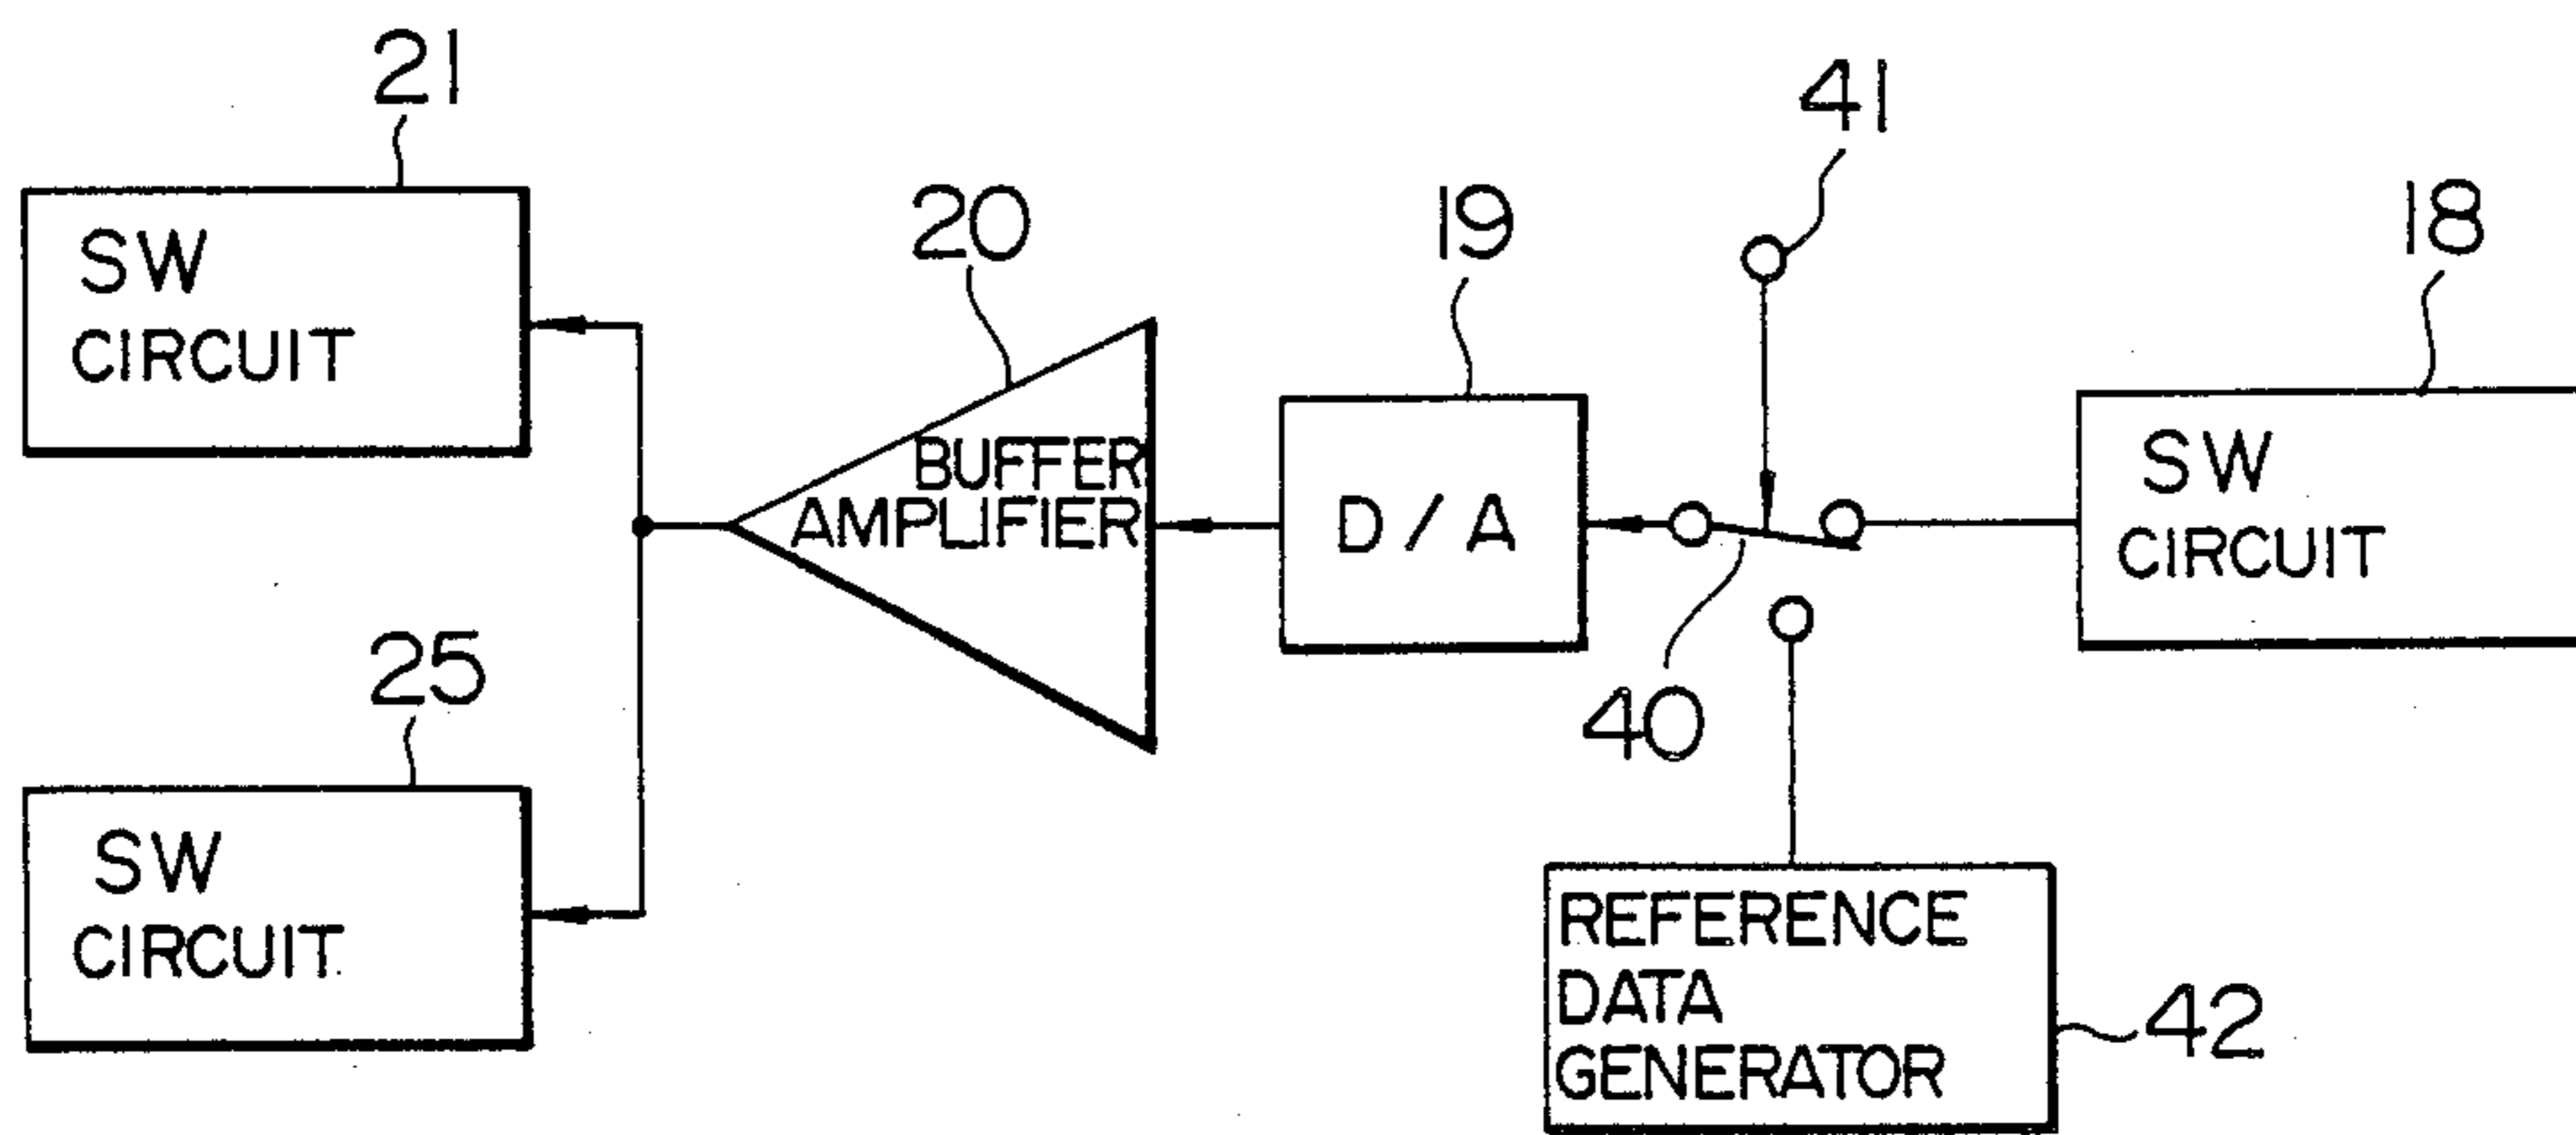 21
SW
CIRCUIT
20
BUFFER
AMPLIFIER
19
D/A
41
40
18
SW
CIRCUIT
25
SW
CIRCUIT
REFERENCE
DATA
GENERATOR
42